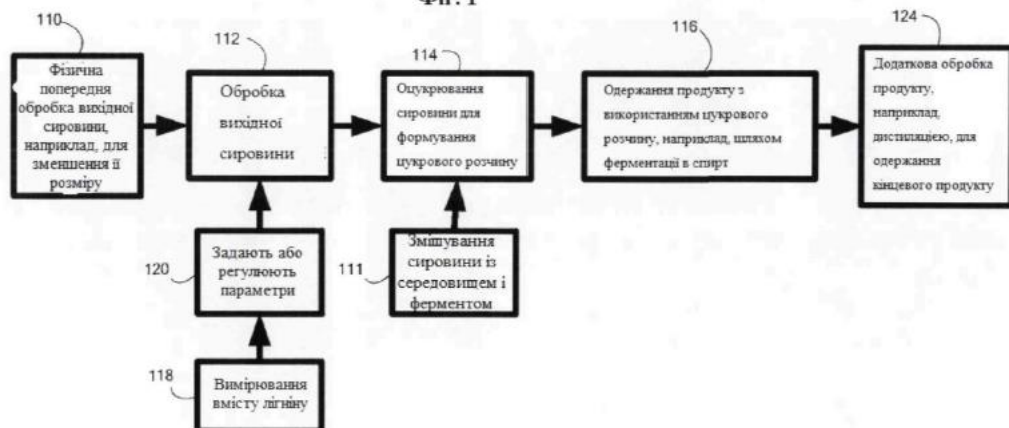 Фіг. 1
110
Фізична
попередня
обробка вихідної
сировини,
наприклад, для
зменшення її
розміру
112
Обробка
вихідної
сировини
114
Оцукрювання
сировини для
формування
цукрового розчину
116
Одержання продукту з
використанням цукрового
розчину, наприклад, шляхом
ферментації в спирт
124
Додаткова обробка
продукту,
наприклад,
дистиляцією, для
одержання
кінцевого продукту
120
Задають або
регулюють
параметри
111
Змішування
сировини із
середовищем і
ферментом
118
Вимірювання
вмісту лігніну